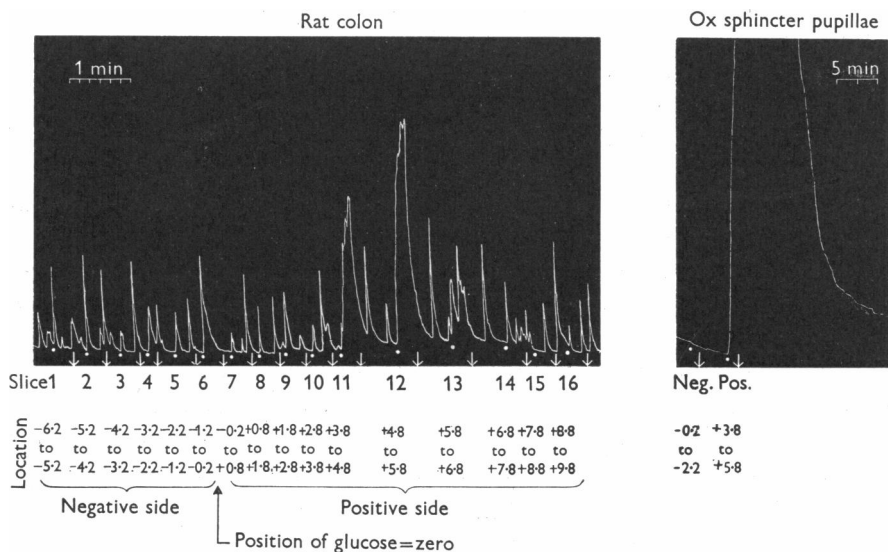 Rat colon
Ox sphincter pupillae
1 min
5 min
Slice1 2 3 4 5 6 7 8 9 10 11 12 13 14 15 16
Neg. Pos.
Location
−6·2 −5·2 −4·2 −3·2 −2·2 −1·2 −0·2 +0·8 +1·8 +2·8 +3·8 +4·8 +5·8 +6·8 +7·8 +8·8
to to to to to to to to to to to to to to to to
−5·2 −4·2 −3·2 −2·2 −1·2 −0·2 +0·8 +1·8 +2·8 +3·8 +4·8 +5·8 +6·8 +7·8 +8·8 +9·8
−0·2 +3·8
to to
−2·2 +5·8
Negative side
Positive side
Position of glucose=zero